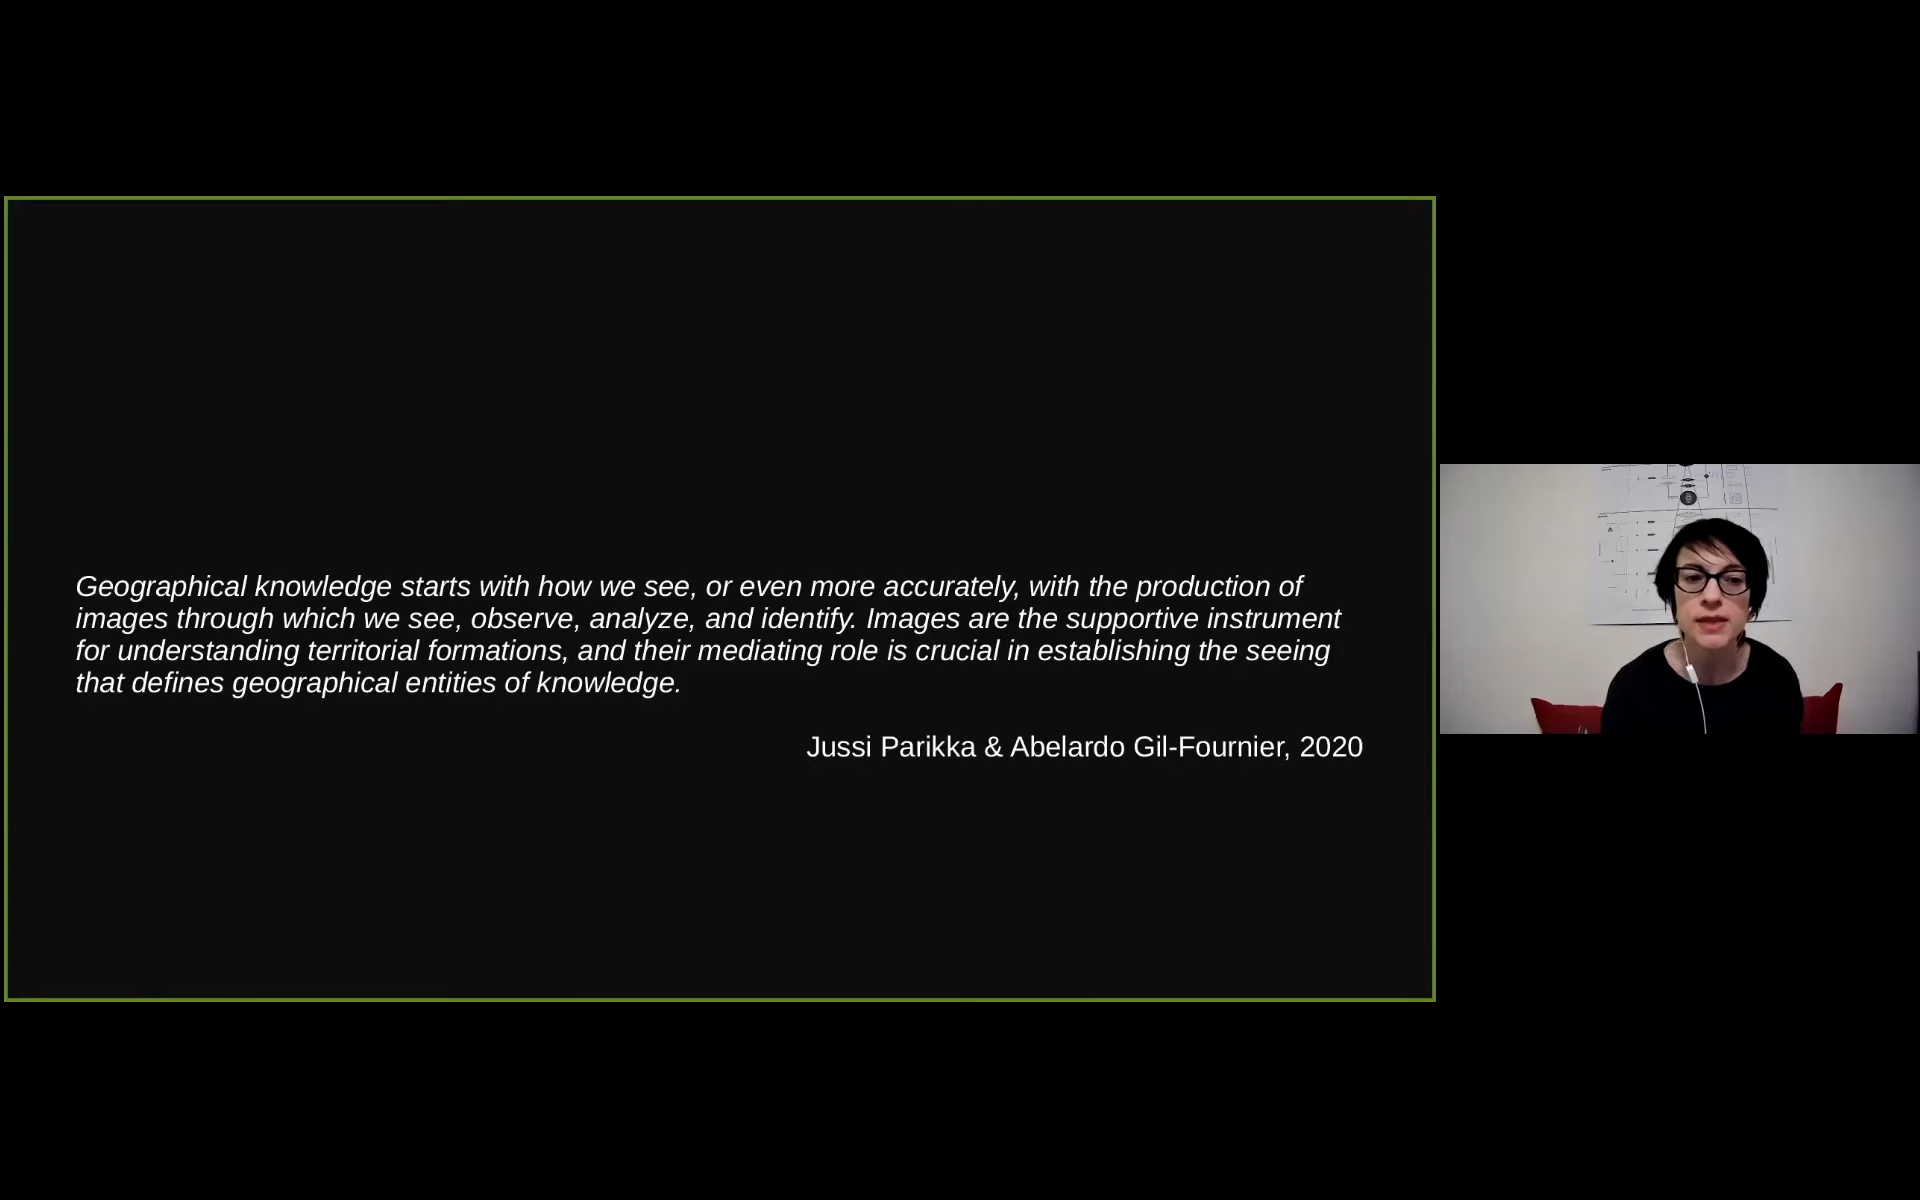 Geographical knowledge starts with how we see, or even more accurately, with the production of
images through which we see, observe, analyze, and identify. Images are the supportive instrument
for understanding territorial formations, and their mediating role is crucial in establishing the seeing
that defines geographical entities of knowledge.
Jussi Parikka & Abelardo Gil-Fournier, 2020